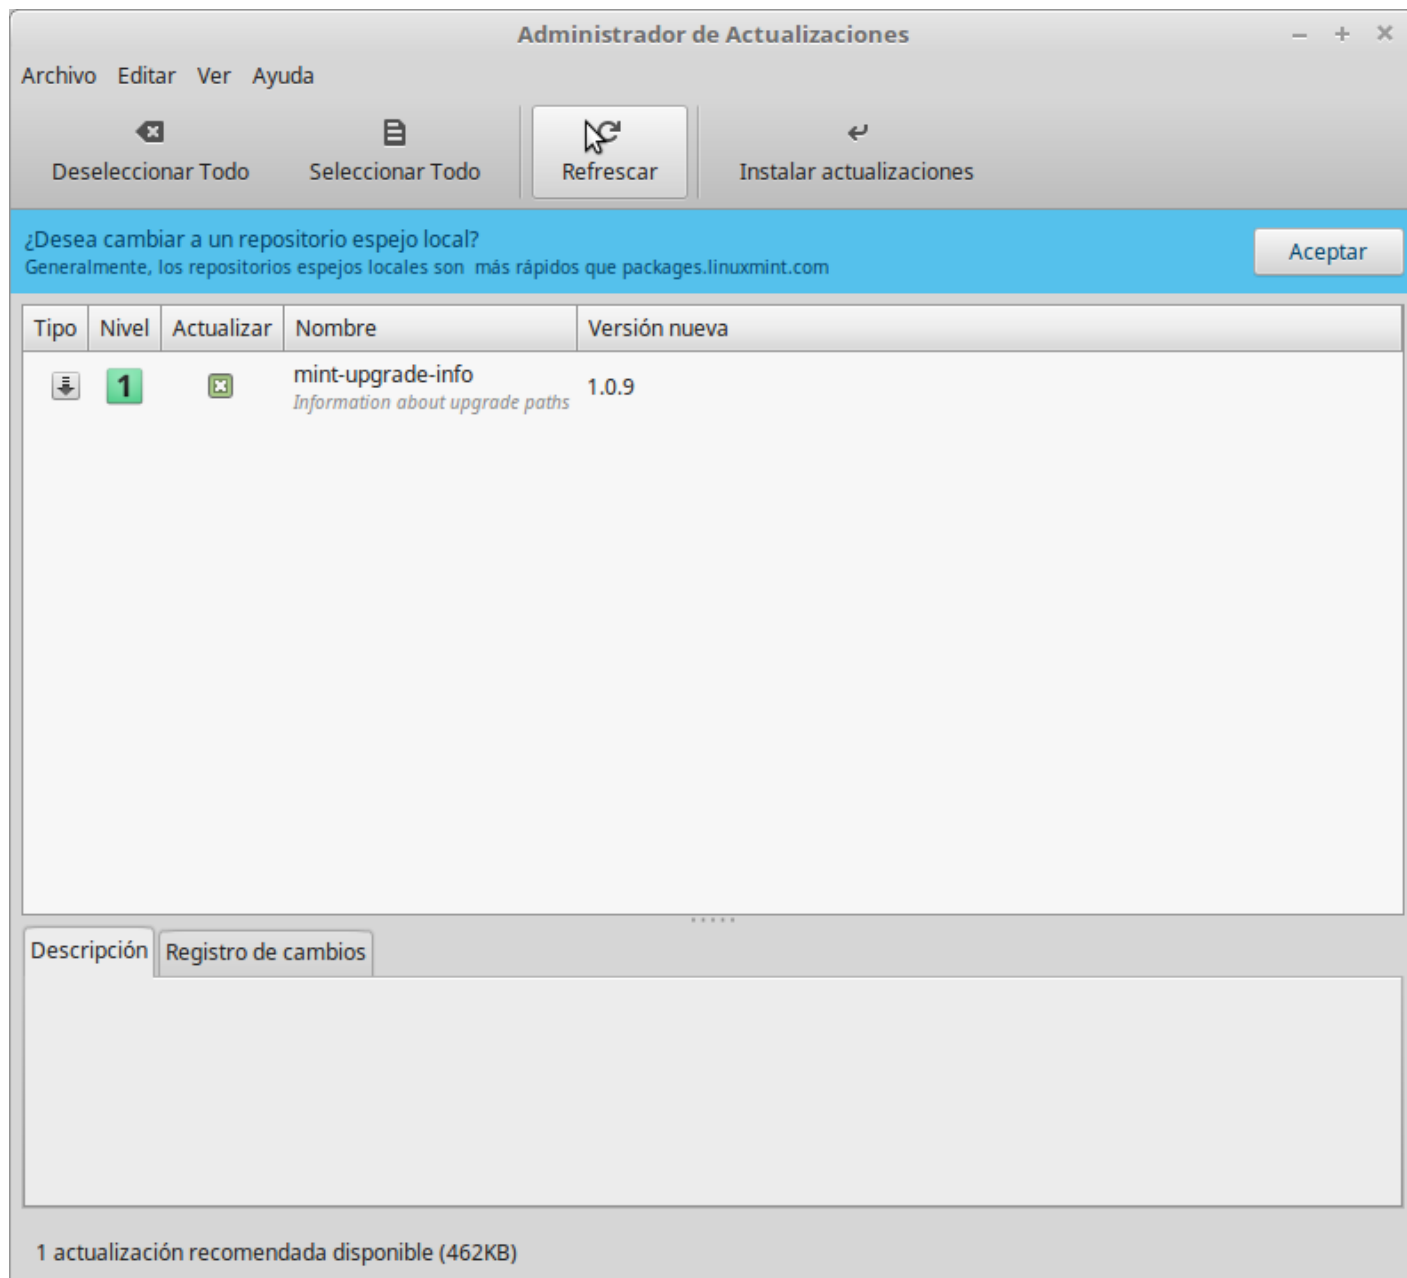 Administrador de Actualizaciones
Archivo Editar Ver Ayuda
Deseleccionar Todo Seleccionar Todo Refrescar Instalar actualizaciones
¿Desea cambiar a un repositorio espejo local?
Generalmente, los repositorios espejos locales son  más rápidos que packages.linuxmint.com
Aceptar
Tipo Nivel Actualizar Nombre Versión nueva
1 mint-upgrade-info 1.0.9
Information about upgrade paths
Descripción Registro de cambios
1 actualización recomendada disponible (462KB)